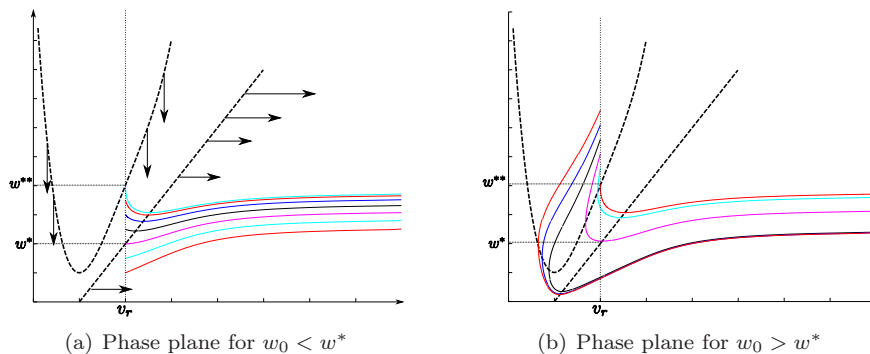 w**
w*
v_r
(a) Phase plane for w_0 < w*
w**
w*
v_r
(b) Phase plane for w_0 > w*